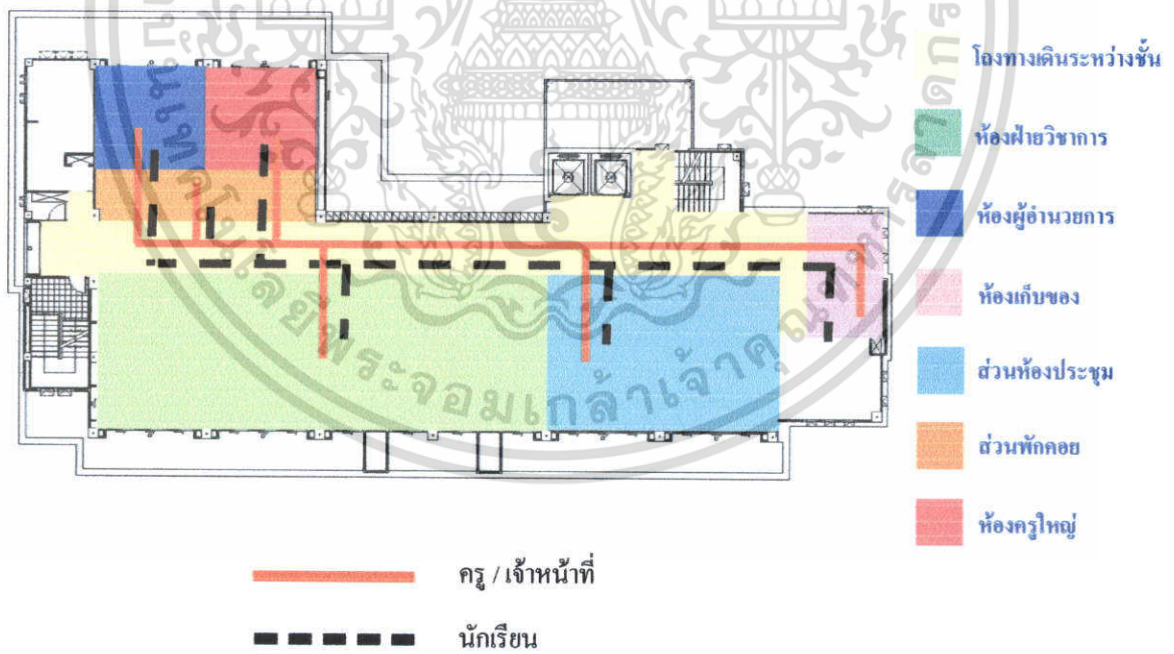 โถงทางเดินระหว่างชั้น
ห้องฝ่ายวิชาการ
ห้องผู้อำนวยการ
ห้องเก็บของ
ส่วนห้องประชุม
ส่วนพักคอย
ห้องครูใหญ่
ครู / เจ้าหน้าที่
นักเรียน